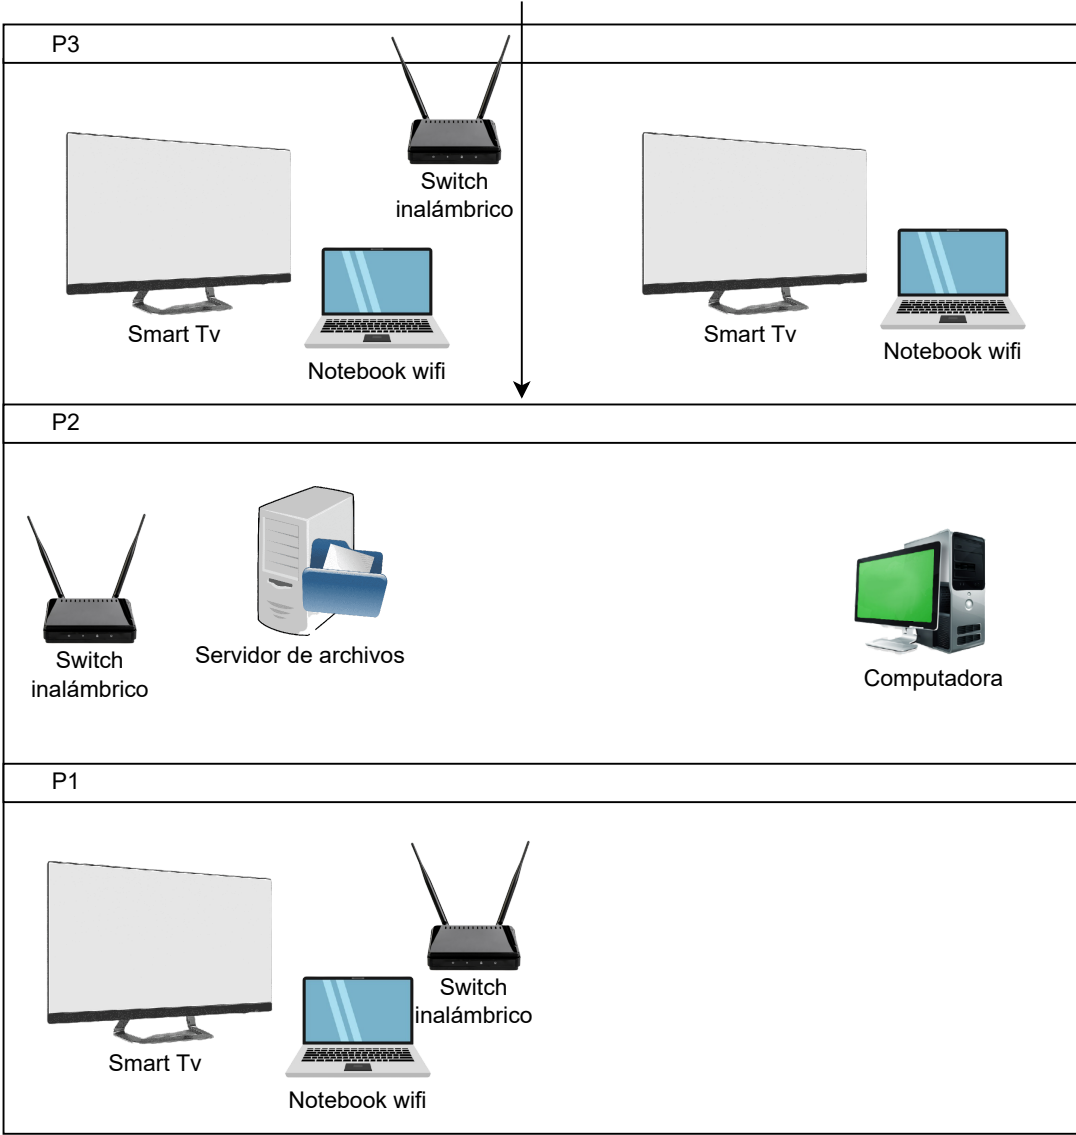 P3
Switch
inalámbrico
Smart Tv
Notebook wifi
Smart Tv
Notebook wifi
P2
Switch
inalámbrico
Servidor de archivos
Computadora
P1
Switch
inalámbrico
Smart Tv
Notebook wifi